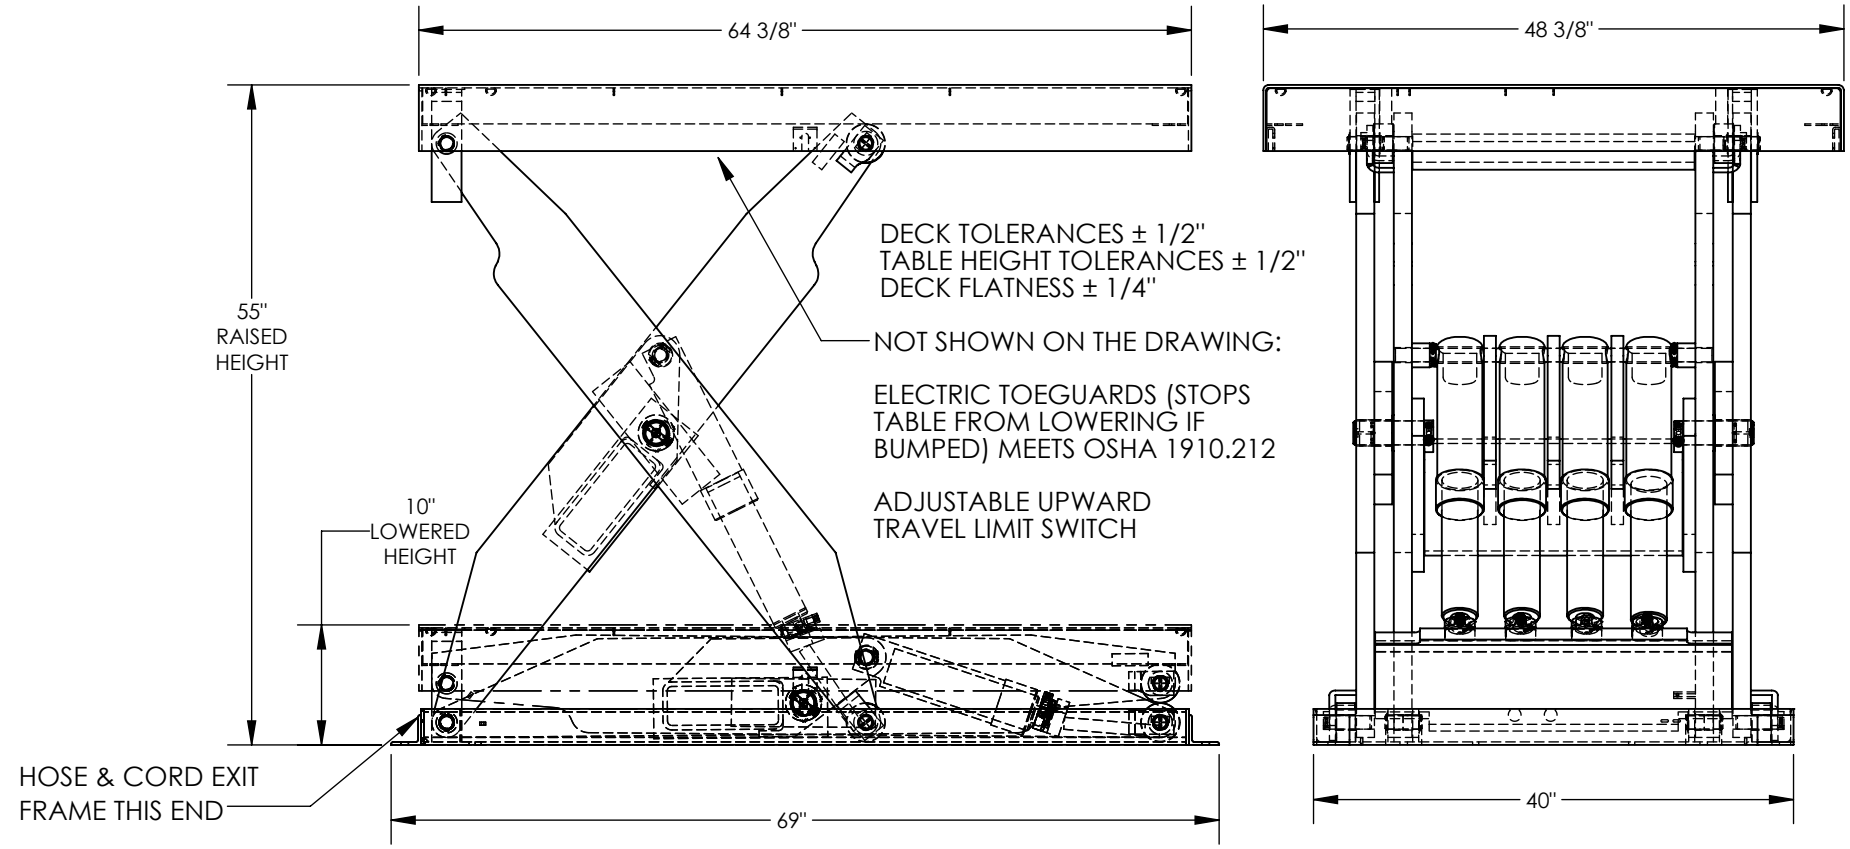 64 3/8"
48 3/8"
55"
RAISED
HEIGHT
DECK TOLERANCES ± 1/2"
TABLE HEIGHT TOLERANCES ± 1/2"
DECK FLATNESS ± 1/4"
NOT SHOWN ON THE DRAWING:
ELECTRIC TOEGUARDS (STOPS
TABLE FROM LOWERING IF
BUMPED) MEETS OSHA 1910.212
ADJUSTABLE UPWARD
TRAVEL LIMIT SWITCH
10"
LOWERED
HEIGHT
HOSE & CORD EXIT
FRAME THIS END
69"
40"